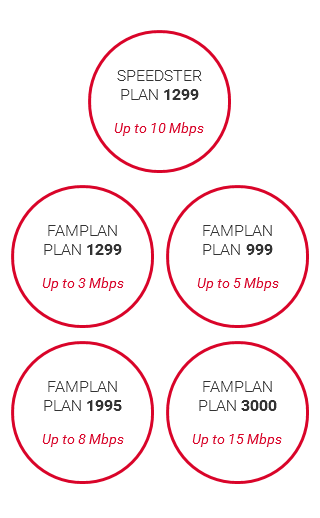 SPEEDSTER
PLAN 1299
Up to 10 Mbps
FAMPLAN
PLAN 1299
Up to 3 Mbps
FAMPLAN
PLAN 999
Up to 5 Mbps
FAMPLAN
PLAN 1995
Up to 8 Mbps
FAMPLAN
PLAN 3000
Up to 15 Mbps